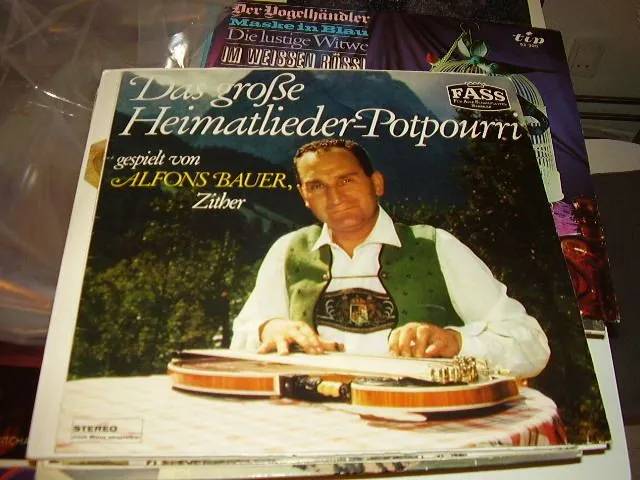 Der Vogelhändler
Maske in Blau
Die lustige Witwe
IM WEISSEN RÖSSL
tip
Das große
Heimatlieder-Potpourri
FASS
gespielt von
ALFONS BAUER,
Zither
STEREO